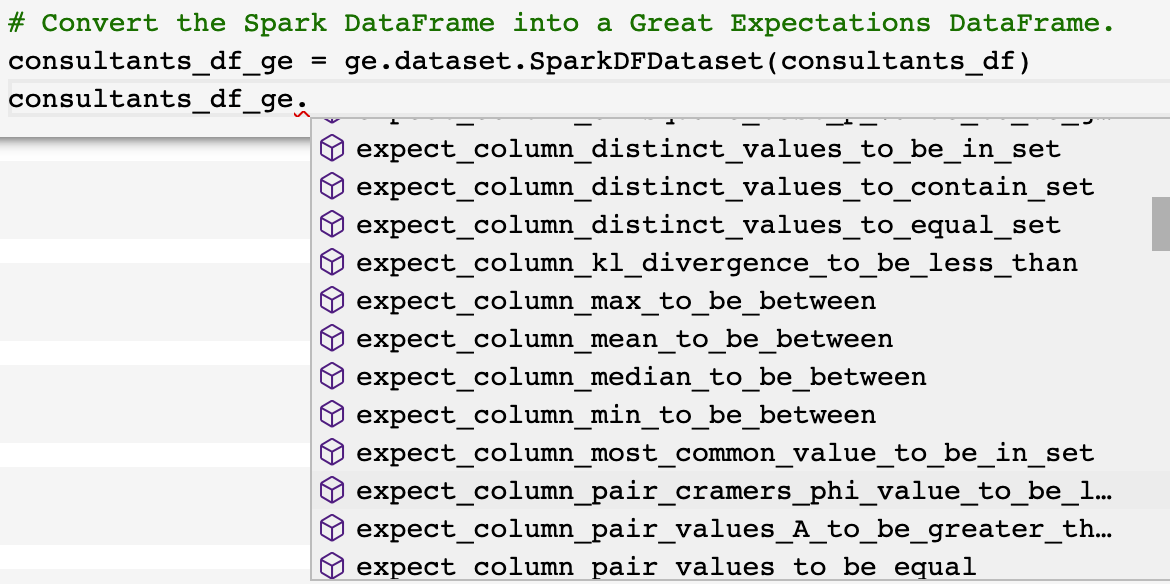 # Convert the Spark DataFrame into a Great Expectations DataFrame.
consultants_df_ge = ge.dataset.SparkDFDataset(consultants_df)
consultants_df_ge.
expect_column_distinct_values_to_be_in_set
expect_column_distinct_values_to_contain_set
expect_column_distinct_values_to_equal_set
expect_column_kl_divergence_to_be_less_than
expect_column_max_to_be_between
expect_column_mean_to_be_between
expect_column_median_to_be_between
expect_column_min_to_be_between
expect_column_most_common_value_to_be_in_set
expect_column_pair_cramers_phi_value_to_be_l…
expect_column_pair_values_A_to_be_greater_th…
expect_column_pair_values_to_be_equal